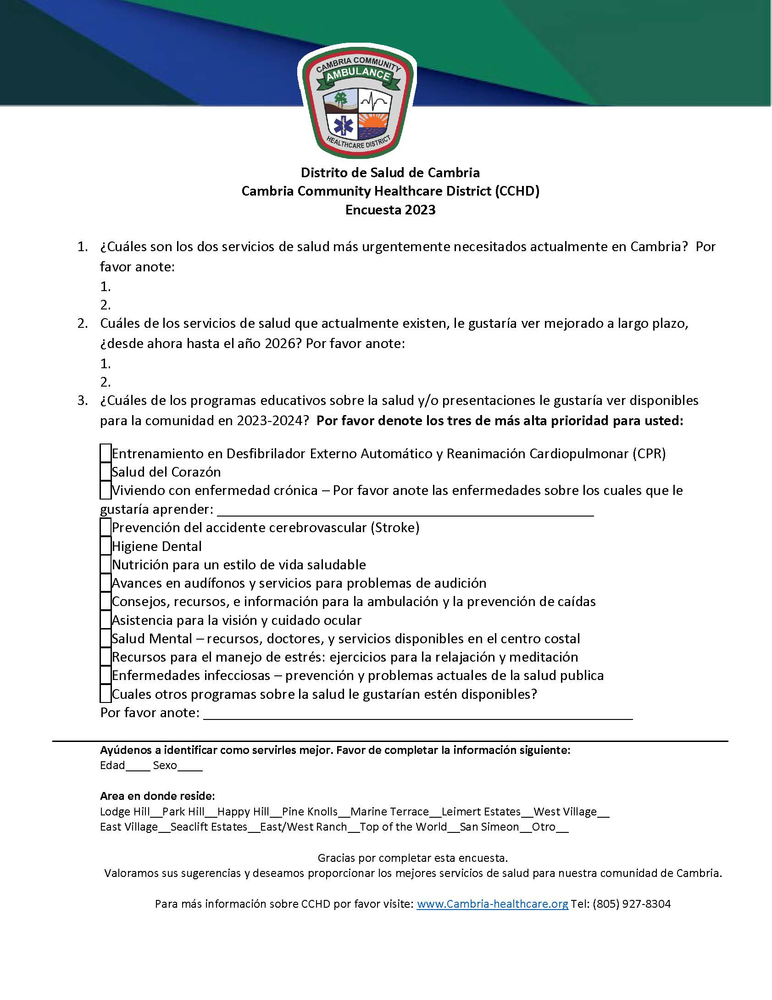 CAMBRIA COMMUNITY
AMBULANCE
HEALTHCARE DISTRICT
Distrito de Salud de Cambria
Cambria Community Healthcare District (CCHD)
Encuesta 2023
1. ¿Cuáles son los dos servicios de salud más urgentemente necesitados actualmente en Cambria? Por
favor anote:
1.
2.
2. Cuáles de los servicios de salud que actualmente existen, le gustaría ver mejorado a largo plazo,
¿desde ahora hasta el año 2026? Por favor anote:
1.
2.
3. ¿Cuáles de los programas educativos sobre la salud y/o presentaciones le gustaría ver disponibles
para la comunidad en 2023-2024? Por favor denote los tres de más alta prioridad para usted:
Entrenamiento en Desfibrilador Externo Automático y Reanimación Cardiopulmonar (CPR)
Salud del Corazón
Viviendo con enfermedad crónica – Por favor anote las enfermedades sobre los cuales que le
gustaría aprender: ____________________
Prevención del accidente cerebrovascular (Stroke)
Higiene Dental
Nutrición para un estilo de vida saludable
Avances en audífonos y servicios para problemas de audición
Consejos, recursos, e información para la ambulación y la prevención de caídas
Asistencia para la visión y cuidado ocular
Salud Mental – recursos, doctores, y servicios disponibles en el centro costal
Recursos para el manejo de estrés: ejercicios para la relajación y meditación
Enfermedades infecciosas – prevención y problemas actuales de la salud publica
Cuales otros programas sobre la salud le gustarían estén disponibles?
Por favor anote: ____________________
Ayúdenos a identificar como servirles mejor. Favor de completar la información siguiente:
Edad____ Sexo____
Area en donde reside:
Lodge Hill__Park Hill__Happy Hill__Pine Knolls__Marine Terrace__Leimert Estates__West Village__
East Village__Seaclift Estates__East/West Ranch__Top of the World__San Simeon__Otro__
Gracias por completar esta encuesta.
Valoramos sus sugerencias y deseamos proporcionar los mejores servicios de salud para nuestra comunidad de Cambria.
Para más información sobre CCHD por favor visite: www.Cambria-healthcare.org Tel: (805) 927-8304